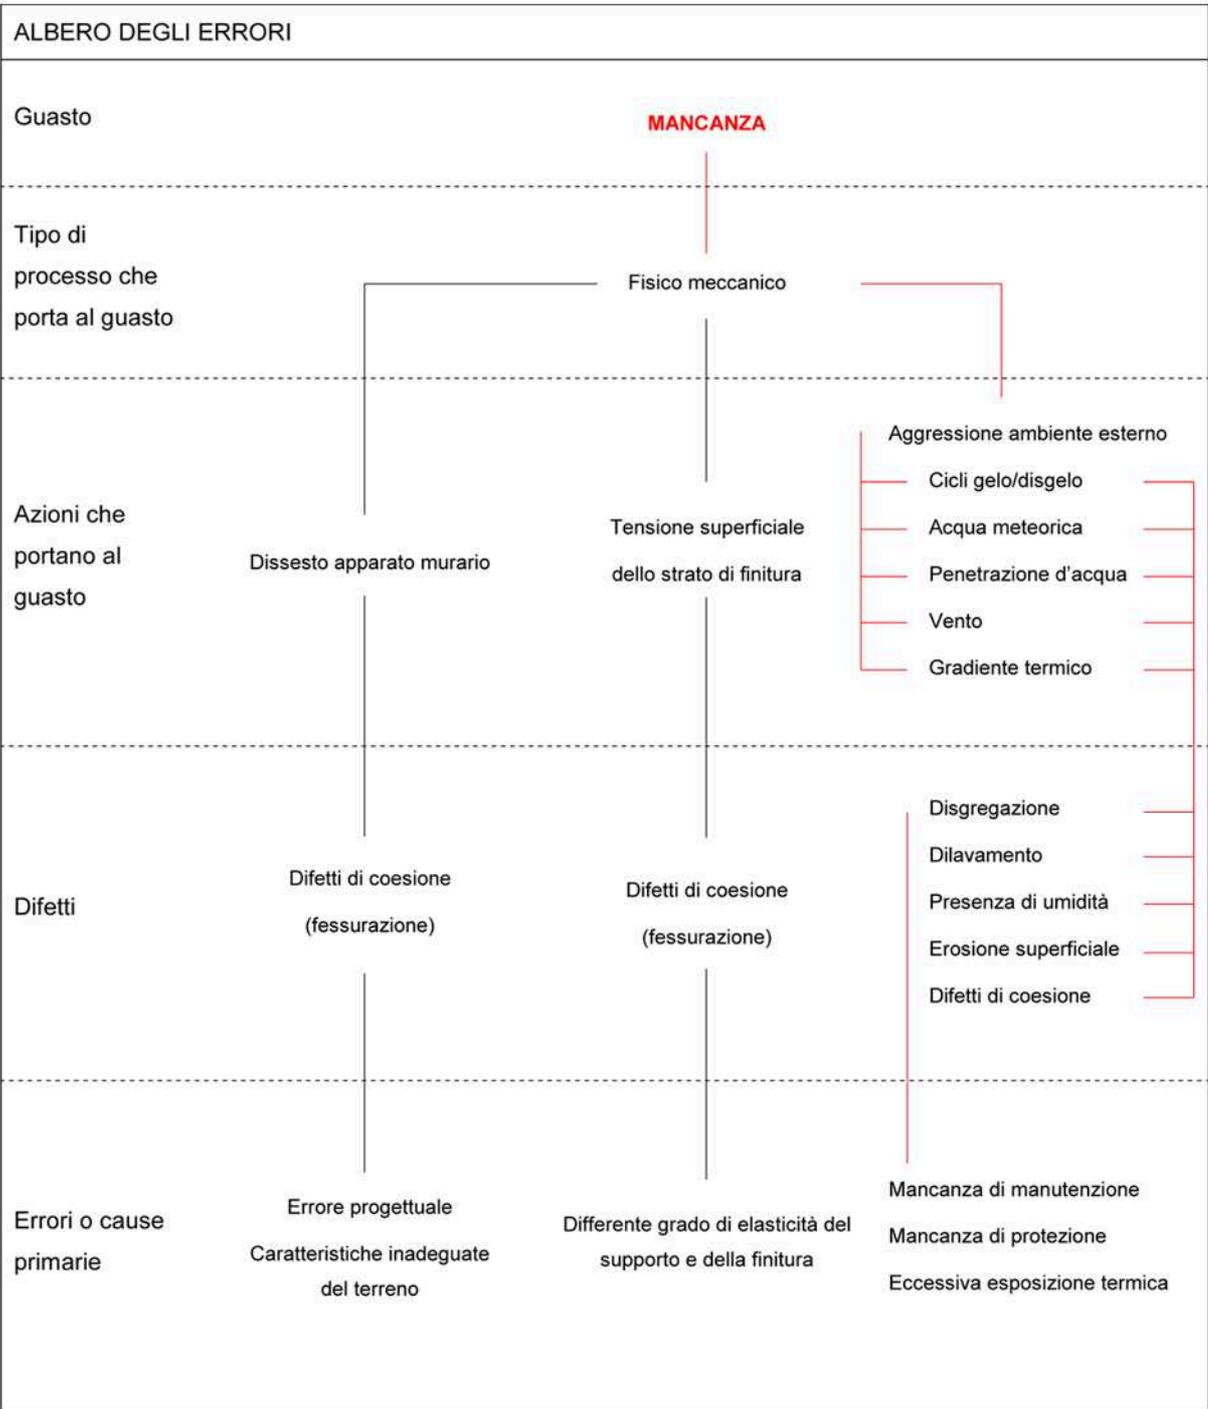 ALBERO DEGLI ERRORI
Guasto
MANCANZA
Tipo di
processo che
porta al guasto
Fisico meccanico
Azioni che
portano al
guasto
Dissesto apparato murario
Tensione superficiale
dello strato di finitura
Aggressione ambiente esterno
Cicli gelo/disgelo
Acqua meteorica
Penetrazione d'acqua
Vento
Gradiente termico
Difetti
Difetti di coesione
(fessurazione)
Difetti di coesione
(fessurazione)
Disgregazione
Dilavamento
Presenza di umidità
Erosione superficiale
Difetti di coesione
Errori o cause
primarie
Errore progettuale
Caratteristiche inadeguate
del terreno
Differente grado di elasticità del
supporto e della finitura
Mancanza di manutenzione
Mancanza di protezione
Eccessiva esposizione termica